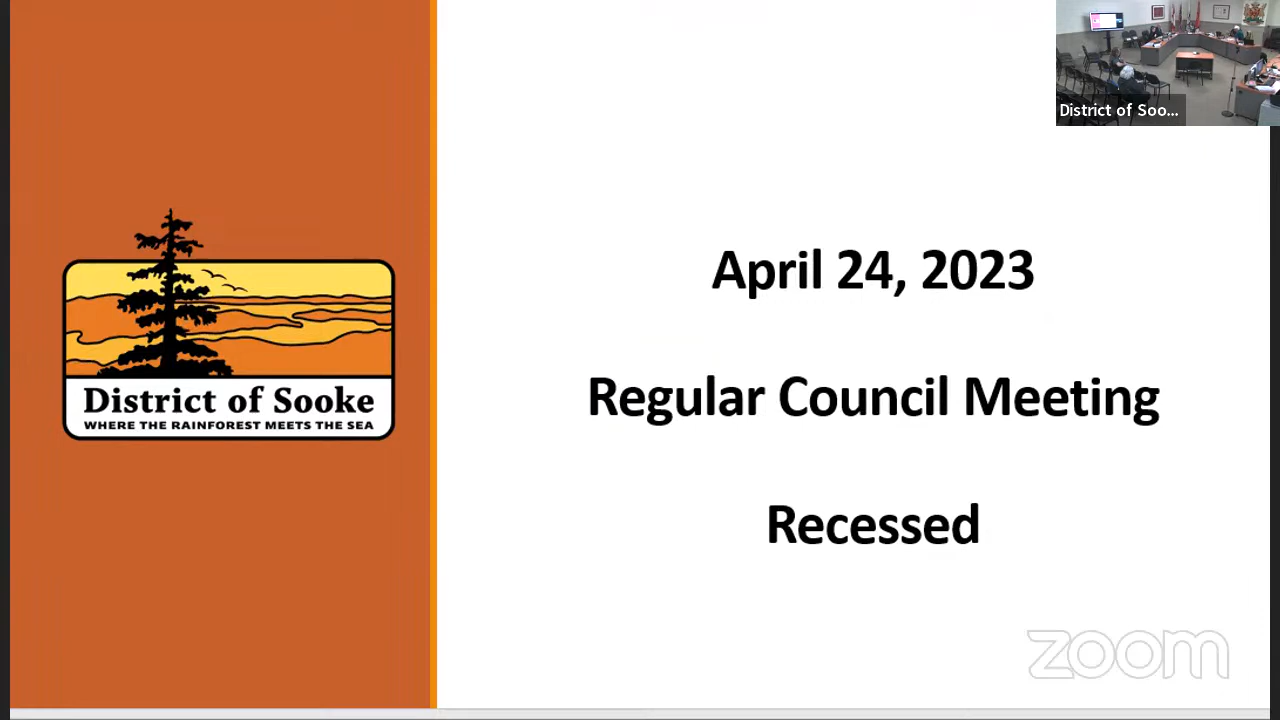 District of Soo...
District of Sooke
WHERE THE RAINFOREST MEETS THE SEA
April 24, 2023
Regular Council Meeting
Recessed
zoom